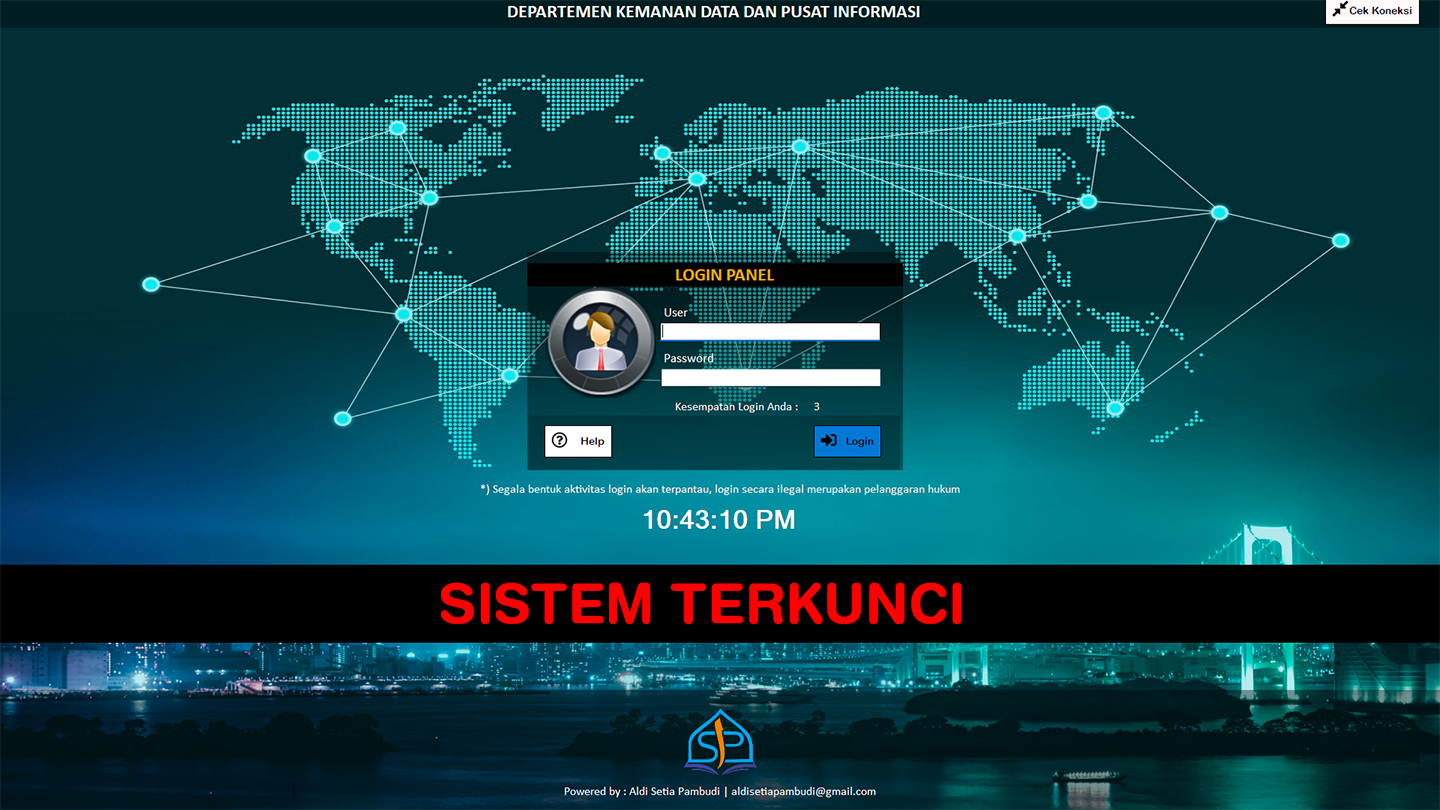 DEPARTEMEN KEMANAN DATA DAN PUSAT INFORMASI
Cek Koneksi
LOGIN PANEL
User
Password
Kesempatan Login Anda : 3
Help
Login
*) Segala bentuk aktivitas login akan terpantau, login secara ilegal merupakan pelanggaran hukum
10:43:10 PM
SISTEM TERKUNCI
SP
Powered by : Aldi Setia Pambudi | aldisetiapambudi@gmail.com